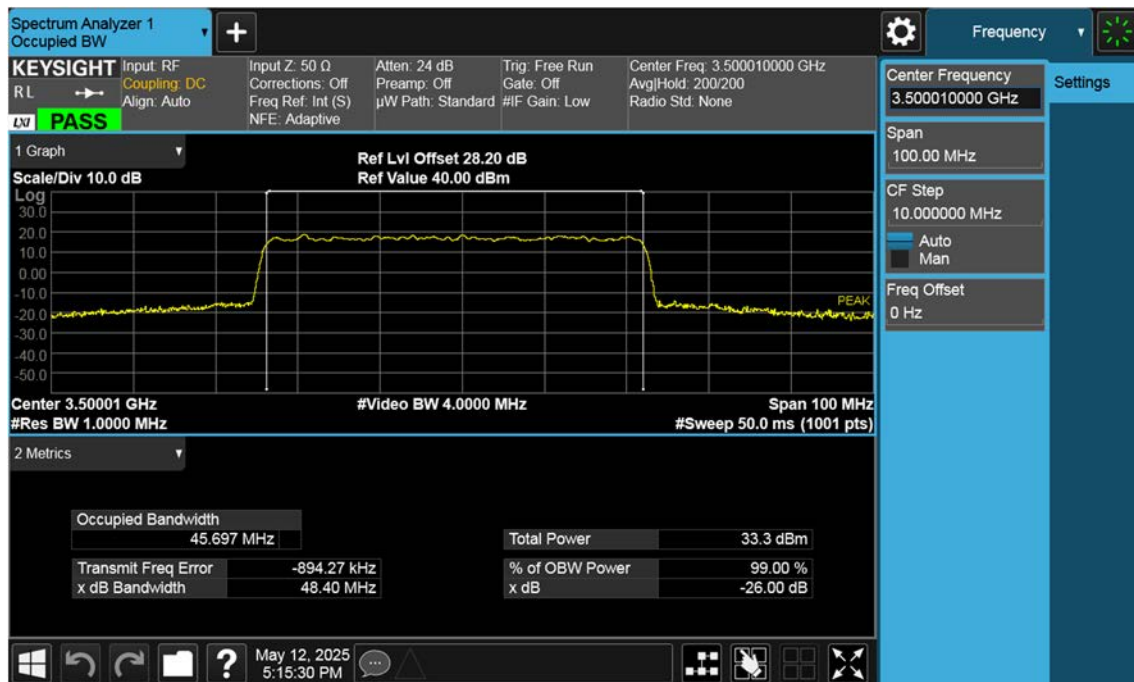 Spectrum Analyzer 1
Occupied BW
+
Frequency
KEYSIGHT
RL
LXI PASS
Input: RF
Coupling: DC
Align: Auto
Input Z: 50 Ω
Corrections: Off
Freq Ref: Int (S)
NFE: Adaptive
Atten: 24 dB
Preamp: Off
µW Path: Standard
Trig: Free Run
Gate: Off
#IF Gain: Low
Center Freq: 3.500010000 GHz
Avg|Hold: 200/200
Radio Std: None
Center Frequency
3.500010000 GHz
Settings
Span
100.00 MHz
CF Step
10.000000 MHz
Auto
Man
Freq Offset
0 Hz
1 Graph
Scale/Div 10.0 dB
Ref Lvl Offset 28.20 dB
Ref Value 40.00 dBm
Log
30.0
20.0
10.0
0.00
-10.0
-20.0
-30.0
-40.0
-50.0
PEAK
Center 3.50001 GHz
#Video BW 4.0000 MHz
Span 100 MHz
#Res BW 1.0000 MHz
#Sweep 50.0 ms (1001 pts)
2 Metrics
Occupied Bandwidth
45.697 MHz
Total Power 33.3 dBm
Transmit Freq Error -894.27 kHz
% of OBW Power 99.00 %
x dB Bandwidth 48.40 MHz
x dB -26.00 dB
?
May 12, 2025
5:15:30 PM